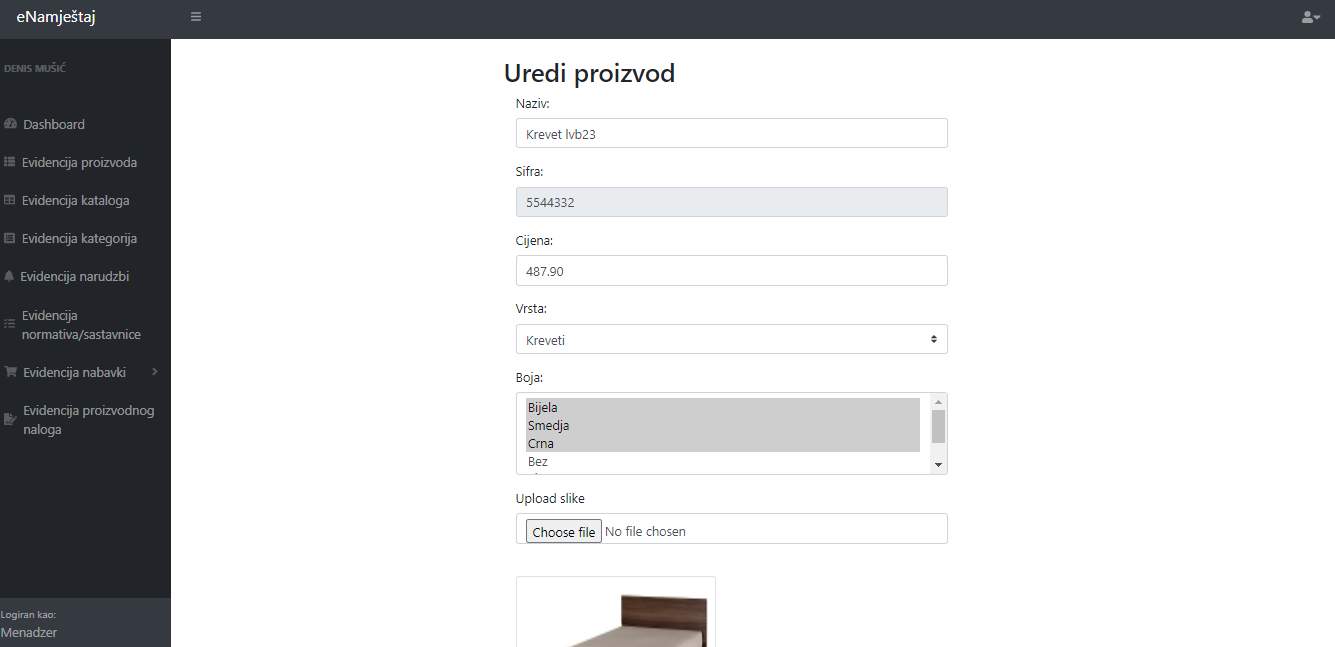 eNamještaj
DENIS MUŠIĆ
Dashboard
Evidencija proizvoda
Evidencija kataloga
Evidencija kategorija
Evidencija narudzbi
Evidencija
normativa/sastavnice
Evidencija nabavki
Evidencija proizvodnog
naloga
Logiran kao:
Menadzer
Uredi proizvod
Naziv:
Krevet lvb23
Sifra:
5544332
Cijena:
487.90
Vrsta:
Kreveti
Boja:
Bijela
Smedja
Crna
Bez
Upload slike
Choose file No file chosen